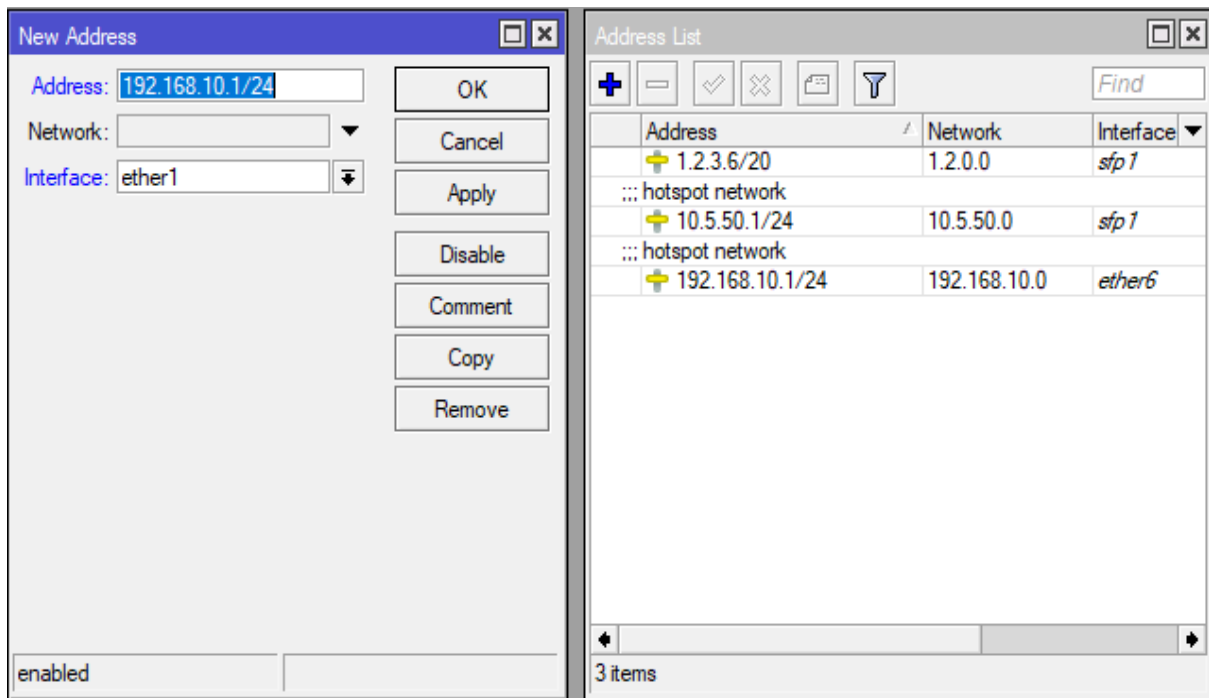 New Address
Address: 192.168.10.1/24
Network:
Interface: ether1
OK
Cancel
Apply
Disable
Comment
Copy
Remove
enabled
Address List
Find
Address Network Interface
1.2.3.6/20 1.2.0.0 sfp1
;;; hotspot network
10.5.50.1/24 10.5.50.0 sfp1
;;; hotspot network
192.168.10.1/24 192.168.10.0 ether6
3 items